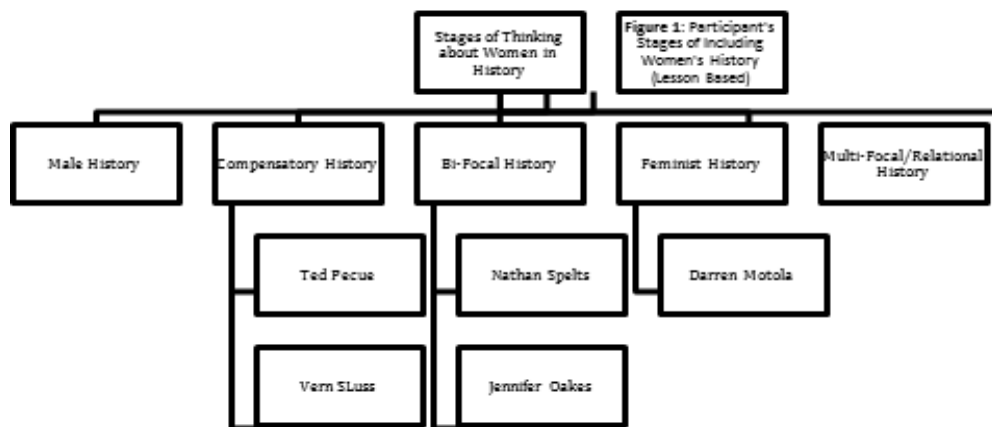 Stages of Thinking
about Women in
History
Figure 1: Participant's
Stages of Including
Women's History
(Lesson Based)
Male History
Compensatory History
Bi-Focal History
Feminist History
Multi-Focal/Relational
History
Ted Pecue
Nathan Spelts
Darren Motola
Vern SLuss
Jennifer Oakes